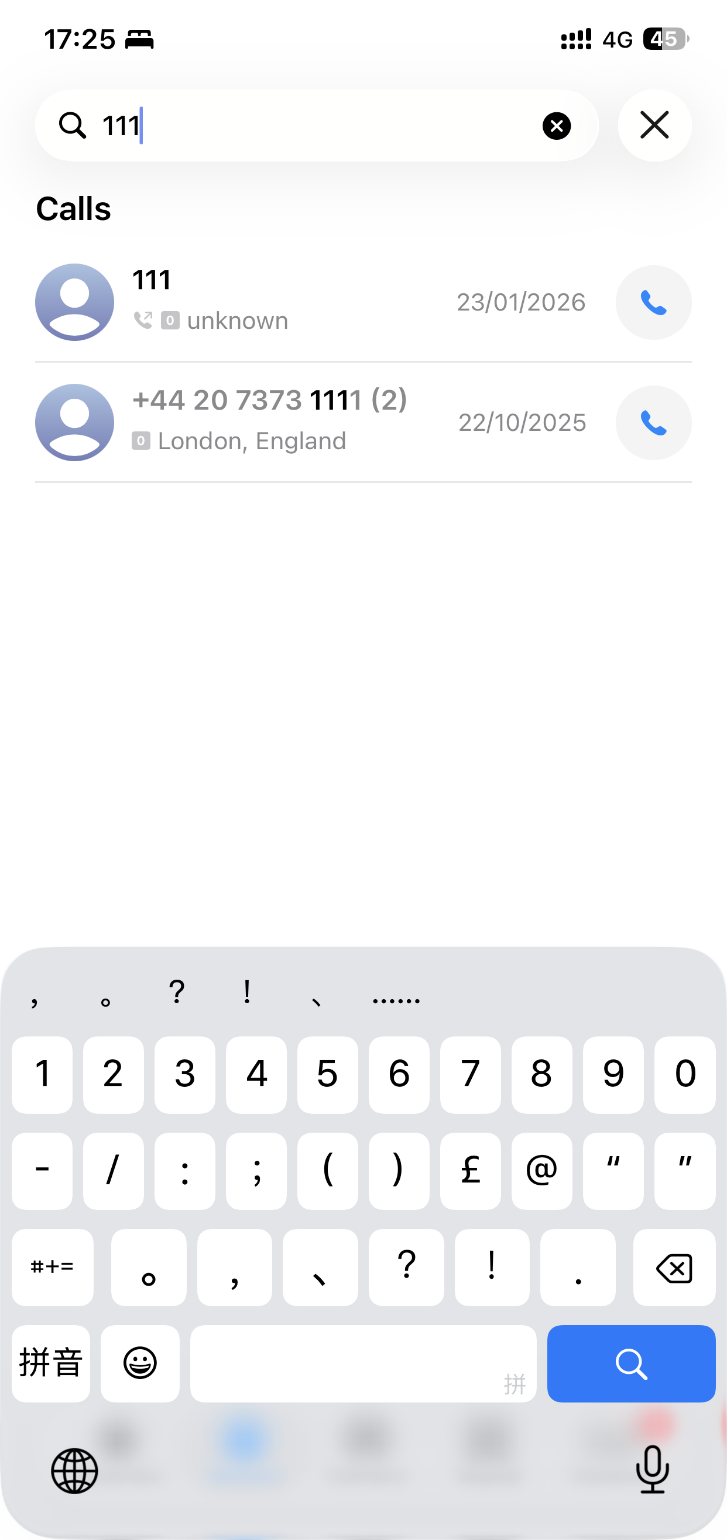 17:25 4G 45
111
Calls
111
unknown
23/01/2026
+44 20 7373 1111 (2)
London, England
22/10/2025
， 。 ？ ！ 、 ……
1 2 3 4 5 6 7 8 9 0
- / : ; ( ) £ @ “ ”
#+= 。 ， 、 ? ! .
拼音 拼